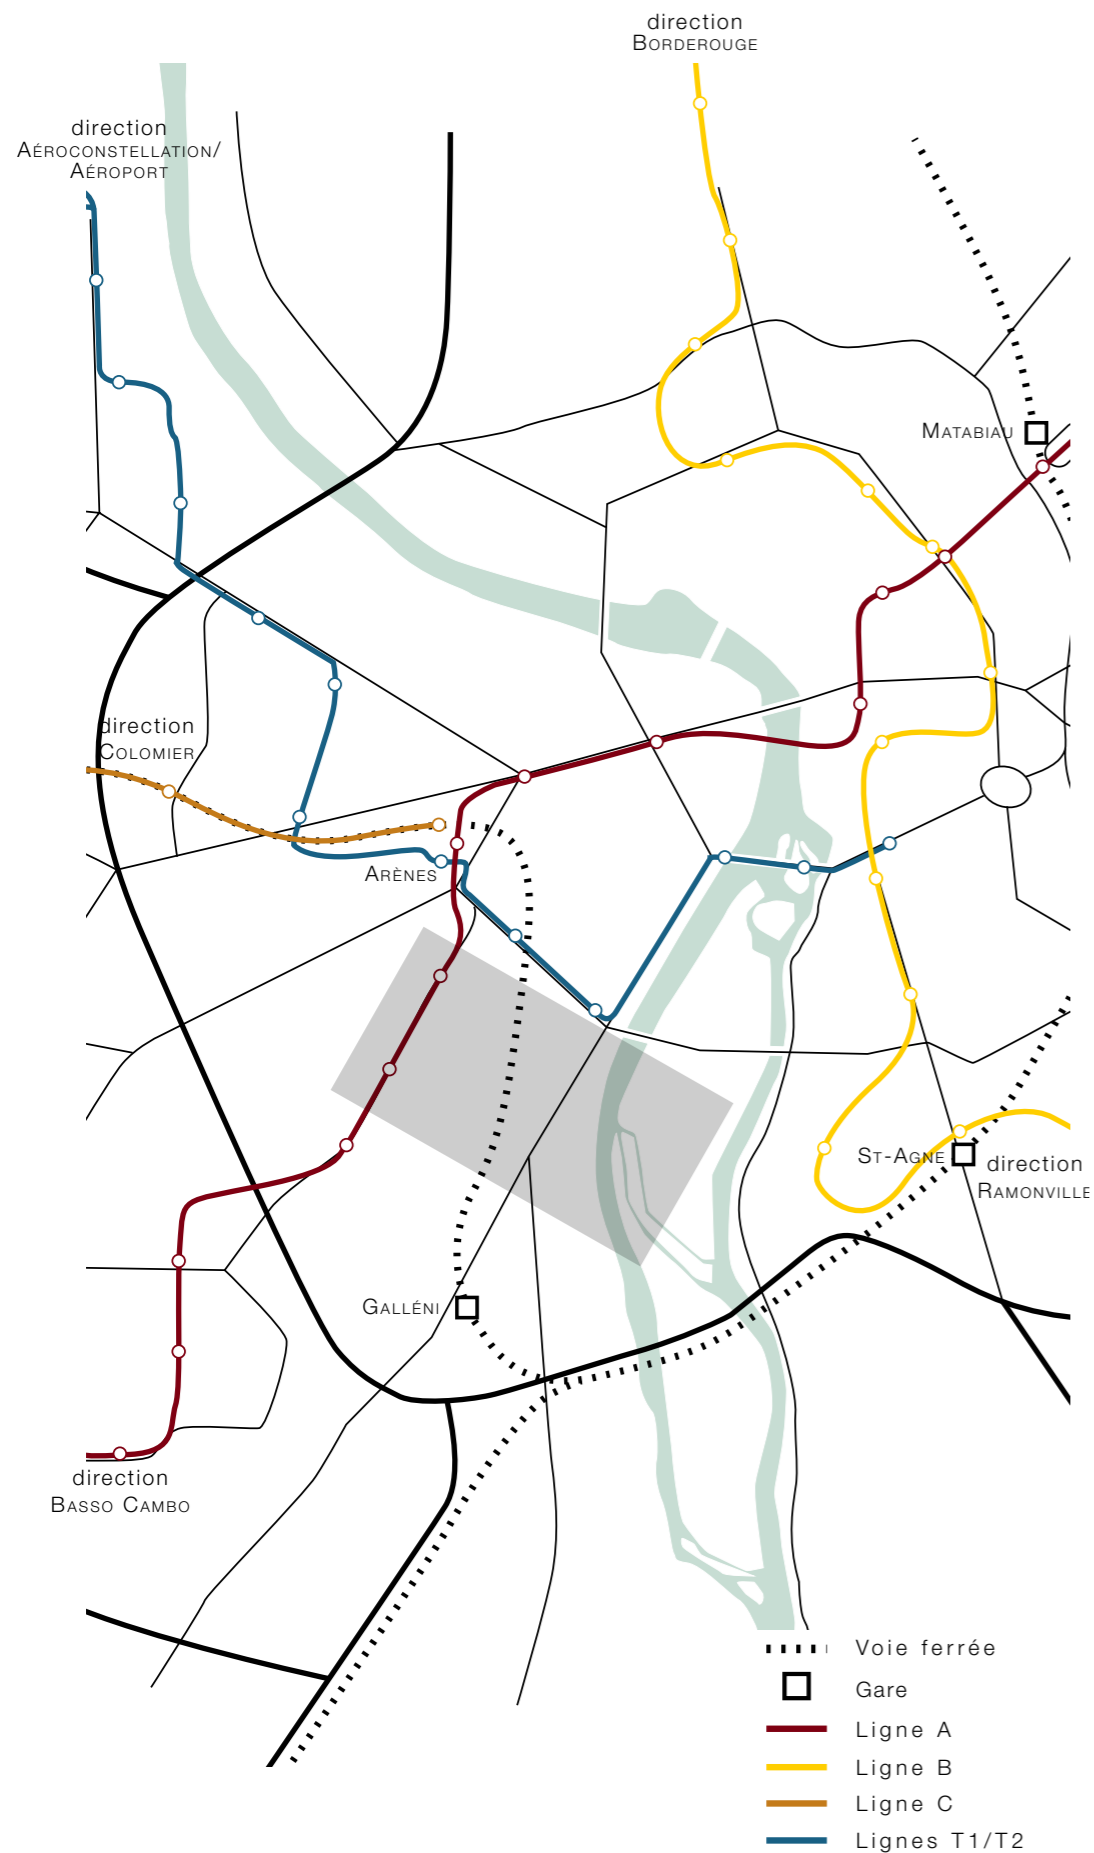 direction
BORDEROUGE
direction
AÉROCONSTELLATION/
AÉROPORT
MATABIAU
direction
COLOMIER
ARÈNES
ST-AGNE
direction
RAMONVILLE
GALLÉNI
direction
BASSO CAMBO
Voie ferrée
Gare
Ligne A
Ligne B
Ligne C
Lignes T1/T2